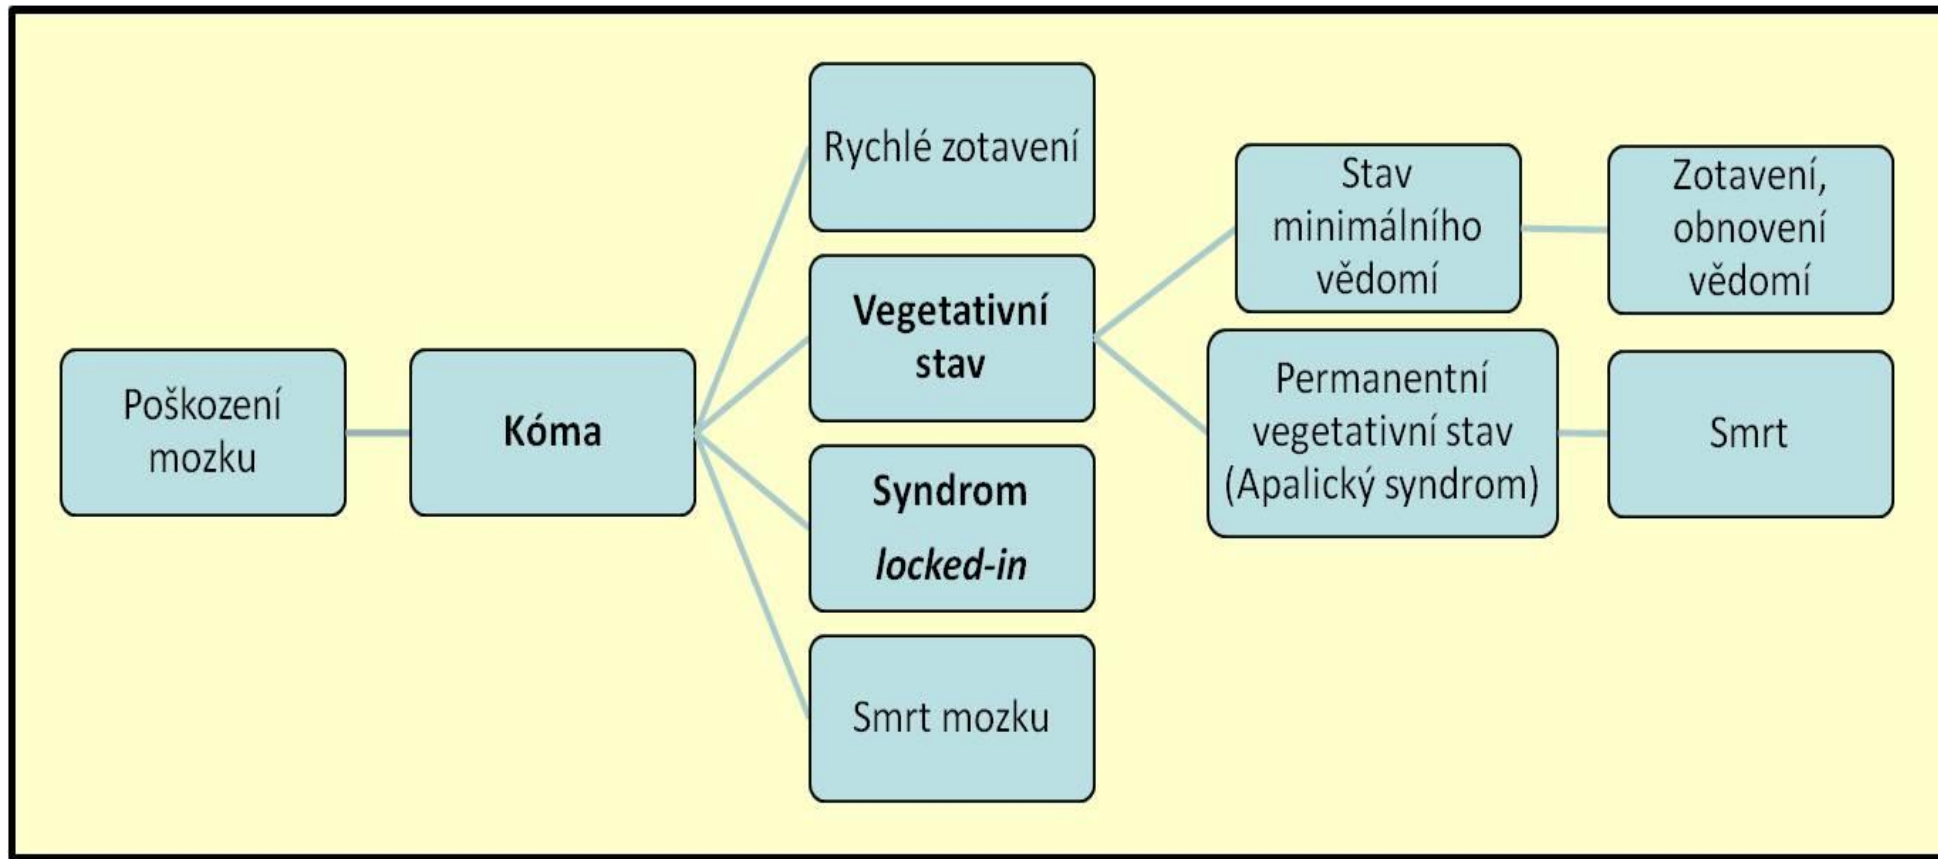 Poškození
mozku
Kóma
Rychlé zotavení
Vegetativní
stav
Syndrom
locked-in
Smrt mozku
Stav
minimálního
vědomí
Permanentní
vegetativní stav
(Apalický syndrom)
Zotavení,
obnovení
vědomí
Smrt